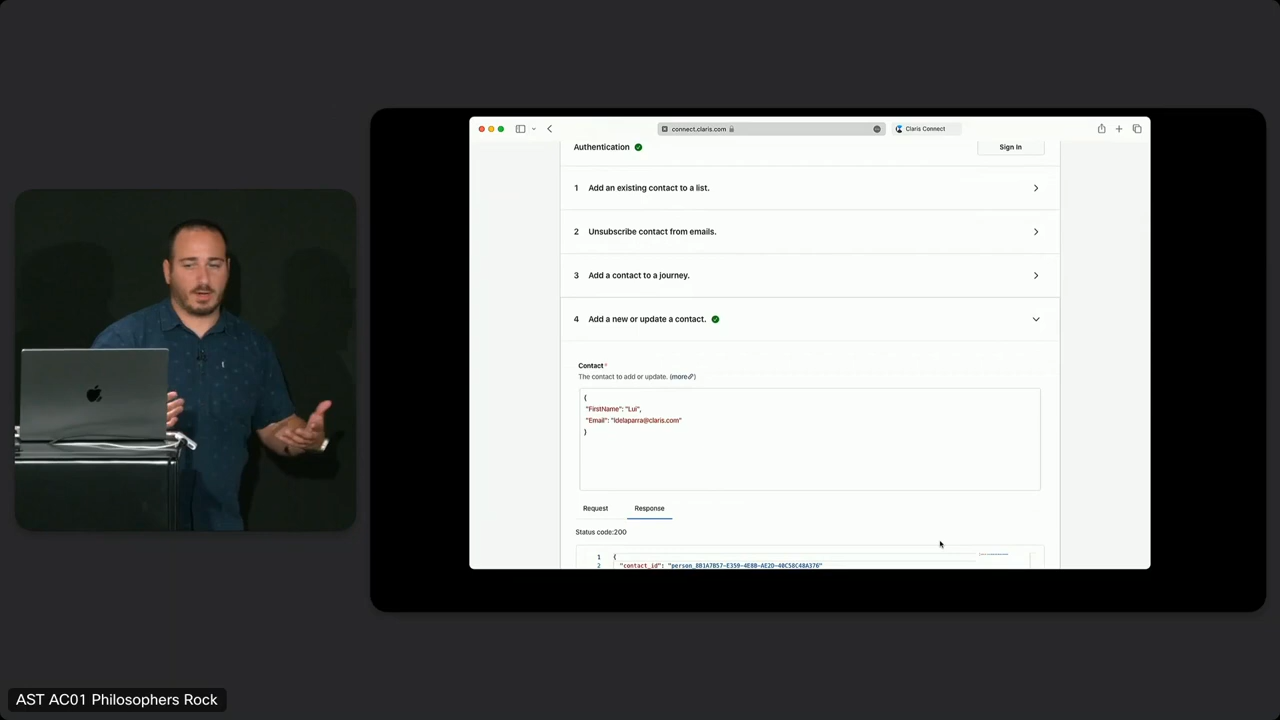 connect.claris.com
Claris Connect
Authentication
Sign In
1 Add an existing contact to a list.
2 Unsubscribe contact from emails.
3 Add a contact to a journey.
4 Add a new or update a contact.
Contact*
The contact to add or update. (more)
{
"FirstName": "Lui",
"Email": "ldelaparra@claris.com"
}
Request Response
Status code:200
1 {
2 "contact_id": "person_8B1A7B57-E359-4E8B-AE2D-40C58C48A376"
AST AC01 Philosophers Rock